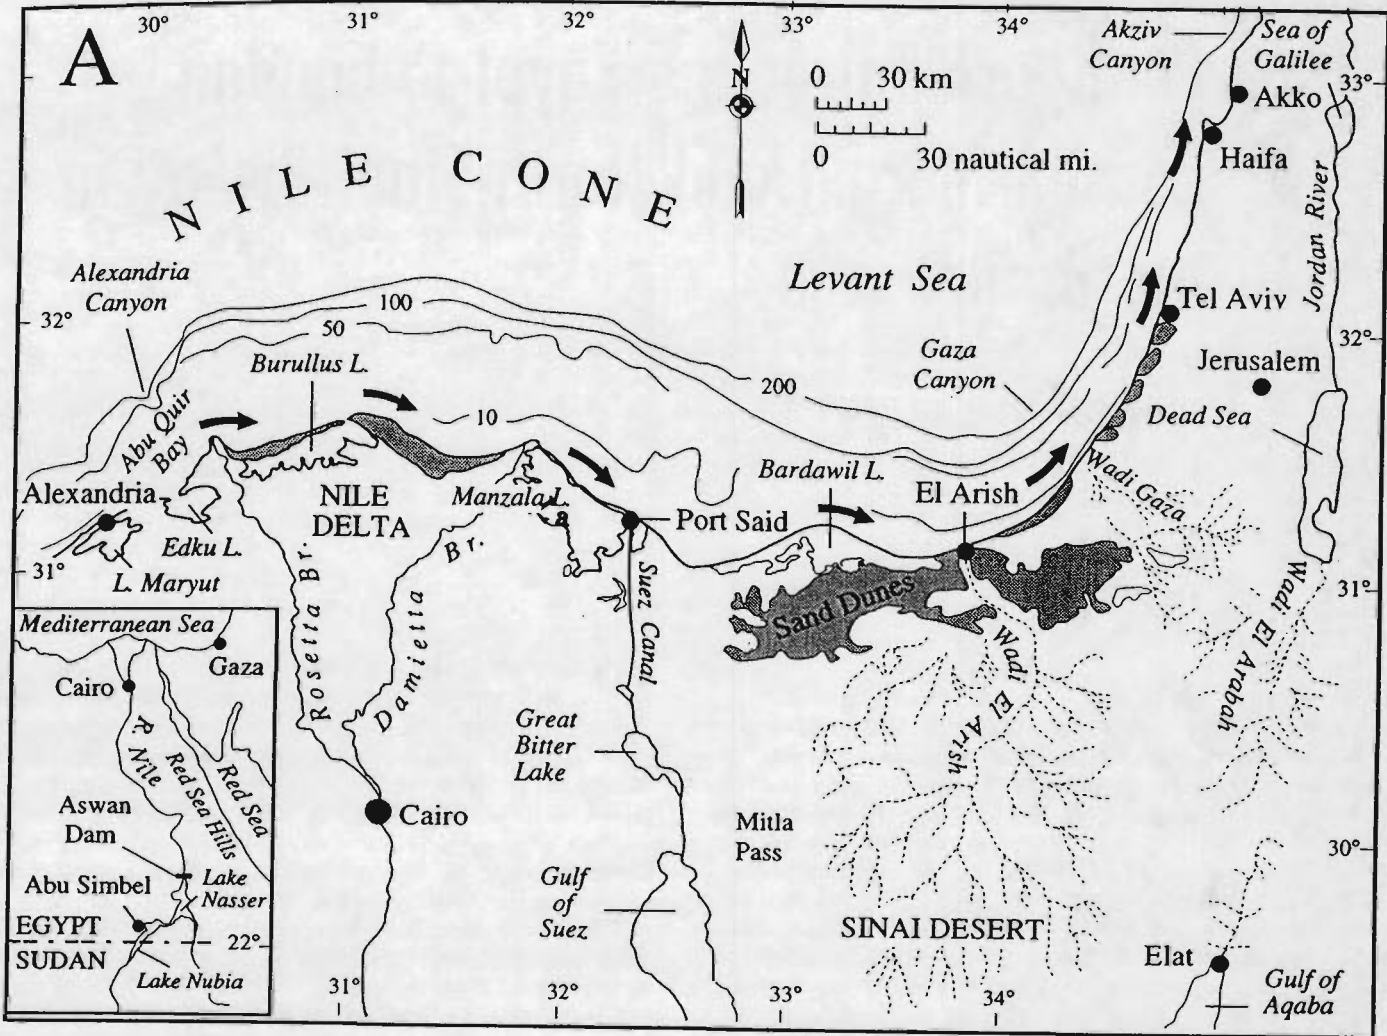 30°
31°
32°
33°
34°
A
N
0 30 km
0 30 nautical mi.
Akziv
Canyon
Sea of
Galilee
33°
Akko
Haifa
NILE CONE
Jordan River
Alexandria
Canyon
Levant Sea
32°
100
50
Tel Aviv
32°
Burullus L.
Gaza
Canyon
200
Jerusalem
Abu Quir
Bay
10
Dead Sea
Bardawil L.
Wadi Gaza
Alexandria
NILE
DELTA
Manzala L.
El Arish
Port Said
a
Edku L.
L. Maryut
31°
31°
Rosetta Br.
Damietta Br.
Suez Canal
Sand Dunes
Wadi El Arish
Wadi El Arabah
Mediterranean Sea
Gaza
Cairo
R. Nile
Red Sea Hills
Red Sea
Great
Bitter
Lake
Aswan
Dam
Cairo
Mitla
Pass
30°
Abu Simbel
Lake
Nasser
Gulf
of
Suez
EGYPT
SUDAN
22°
Lake Nubia
SINAI DESERT
Elat
Gulf of
Aqaba
31°
32°
33°
34°